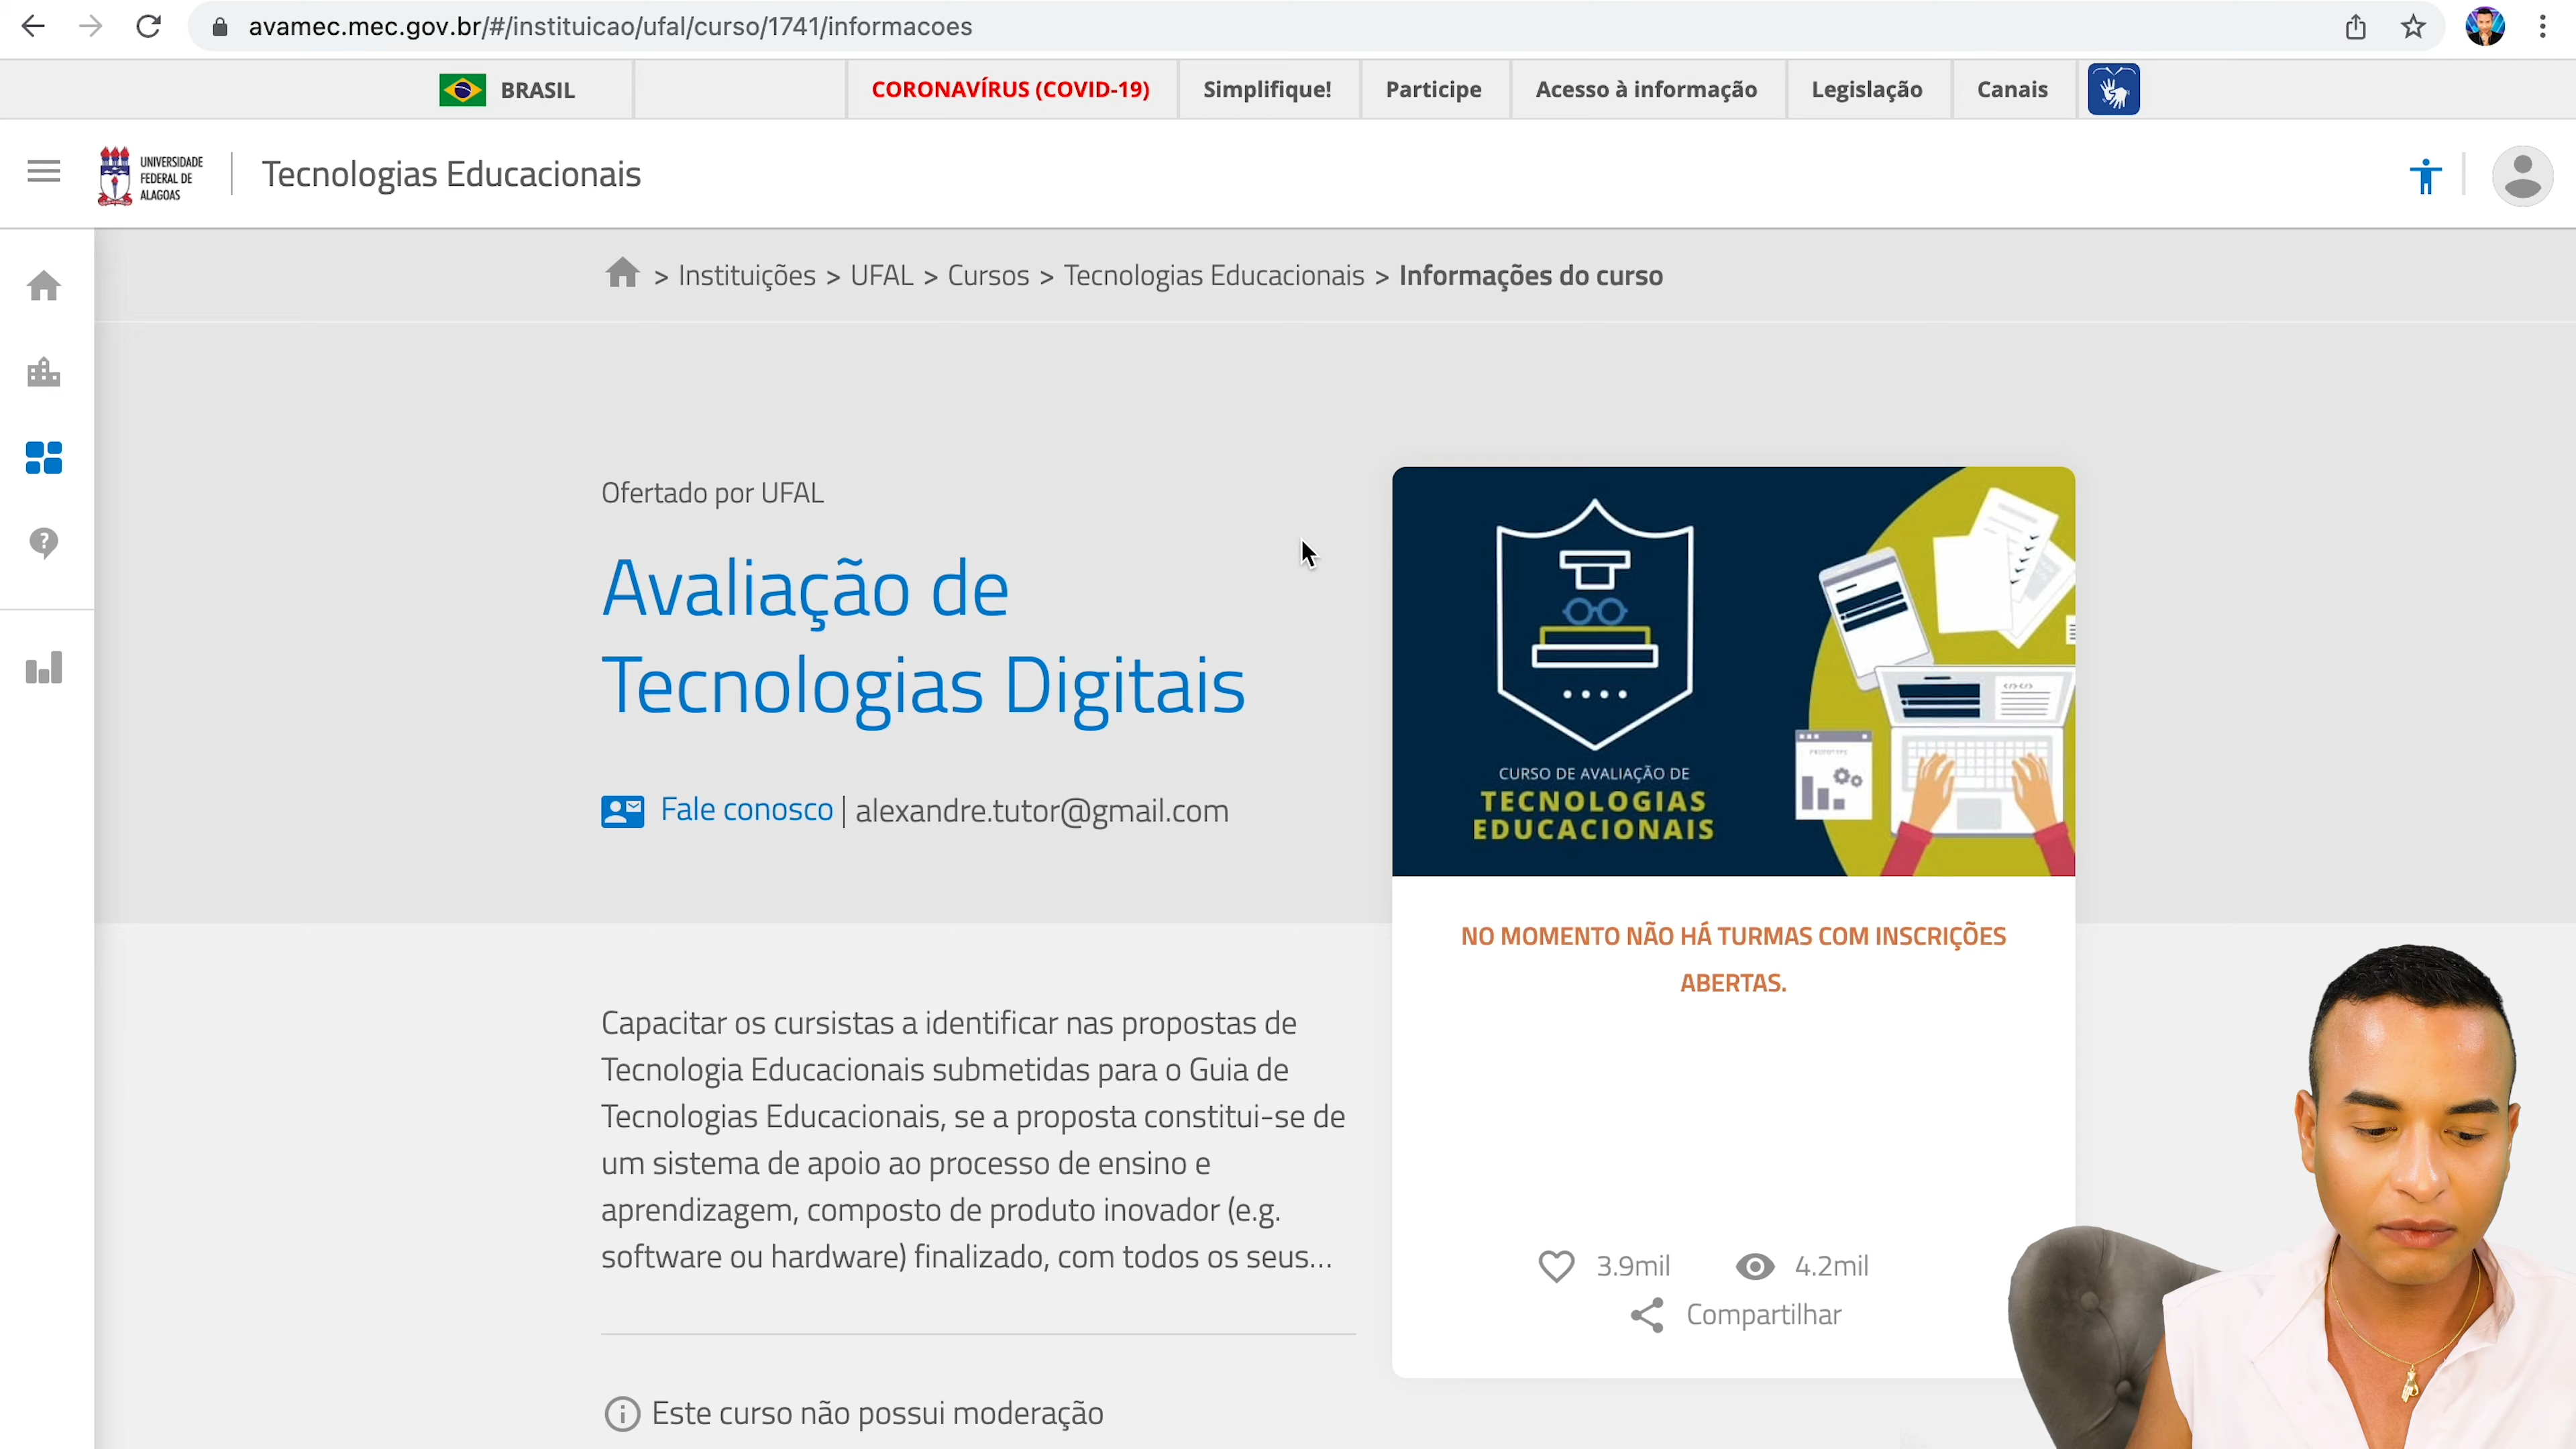 avamec.mec.gov.br/#/instituicao/ufal/curso/1741/informacoes
BRASIL
CORONAVÍRUS (COVID-19)
Simplifique!
Participe
Acesso à informação
Legislação
Canais
UNIVERSIDADE
FEDERAL DE
ALAGOAS
Tecnologias Educacionais
> Instituições > UFAL > Cursos > Tecnologias Educacionais > Informações do curso
Ofertado por UFAL
Avaliação de
Tecnologias Digitais
Fale conosco | alexandre.tutor@gmail.com
CURSO DE AVALIAÇÃO DE
TECNOLOGIAS
EDUCACIONAIS
PROTOTYPE
</>
NO MOMENTO NÃO HÁ TURMAS COM INSCRIÇÕES
ABERTAS.
Capacitar os cursistas a identificar nas propostas de
Tecnologia Educacionais submetidas para o Guia de
Tecnologias Educacionais, se a proposta constitui-se de
um sistema de apoio ao processo de ensino e
aprendizagem, composto de produto inovador (e.g.
software ou hardware) finalizado, com todos os seus...
3.9mil
4.2mil
Compartilhar
Este curso não possui moderação